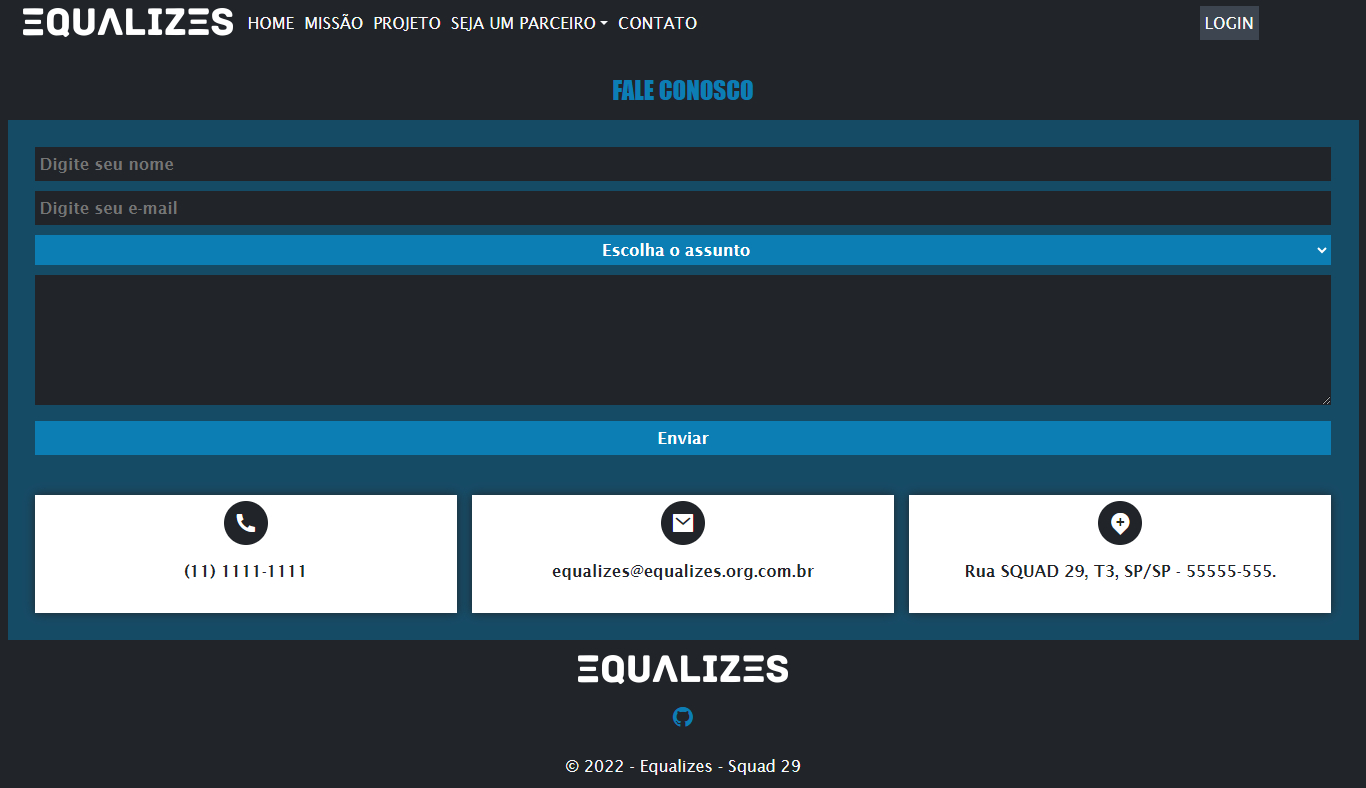 EQUALIZES HOME MISSÃO PROJETO SEJA UM PARCEIRO CONTATO LOGIN
FALE CONOSCO
Digite seu nome
Digite seu e-mail
Escolha o assunto
Enviar
(11) 1111-1111
equalizes@equalizes.org.com.br
Rua SQUAD 29, T3, SP/SP - 55555-555.
EQUALIZES
© 2022 - Equalizes - Squad 29